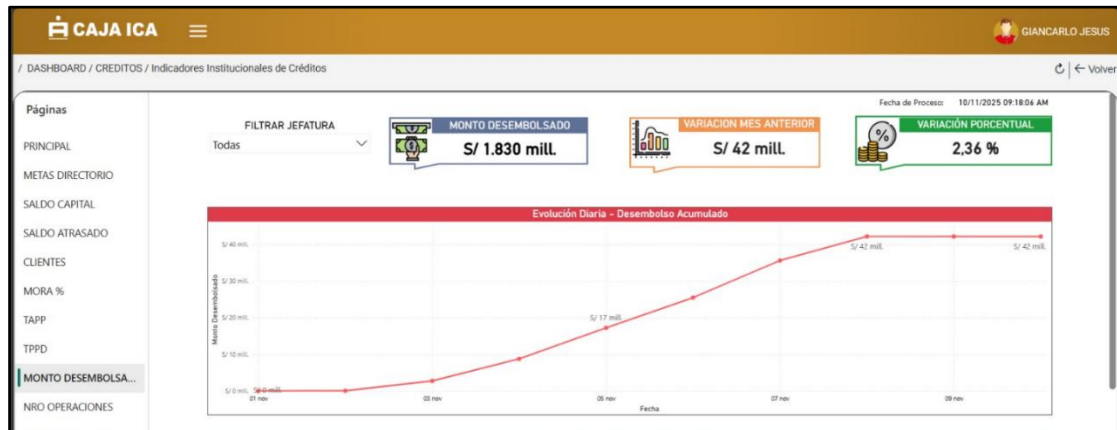 CAJA ICA
GIANCARLO JESUS
/ DASHBOARD / CREDITOS / Indicadores Institucionales de Créditos
Volver
Páginas
PRINCIPAL
METAS DIRECTORIO
SALDO CAPITAL
SALDO ATRASADO
CLIENTES
MORA %
TAPP
TPPD
MONTO DESEMBOLSA...
NRO OPERACIONES
Fecha de Proceso: 10/11/2025 09:18:06 AM
FILTRAR JEFATURA
Todas
MONTO DESEMBOLSADO
S/ 1.830 mill.
VARIACION MES ANTERIOR
S/ 42 mill.
VARIACIÓN PORCENTUAL
2,36 %
Evolución Diaria - Desembolso Acumulado
Monto Desembolsado
S/ 40 mill.
S/ 30 mill.
S/ 20 mill.
S/ 10 mill.
S/ 0 mill.
S/ 0 mill.
S/ 17 mill.
S/ 42 mill.
S/ 42 mill.
01 nov
03 nov
05 nov
07 nov
09 nov
Fecha